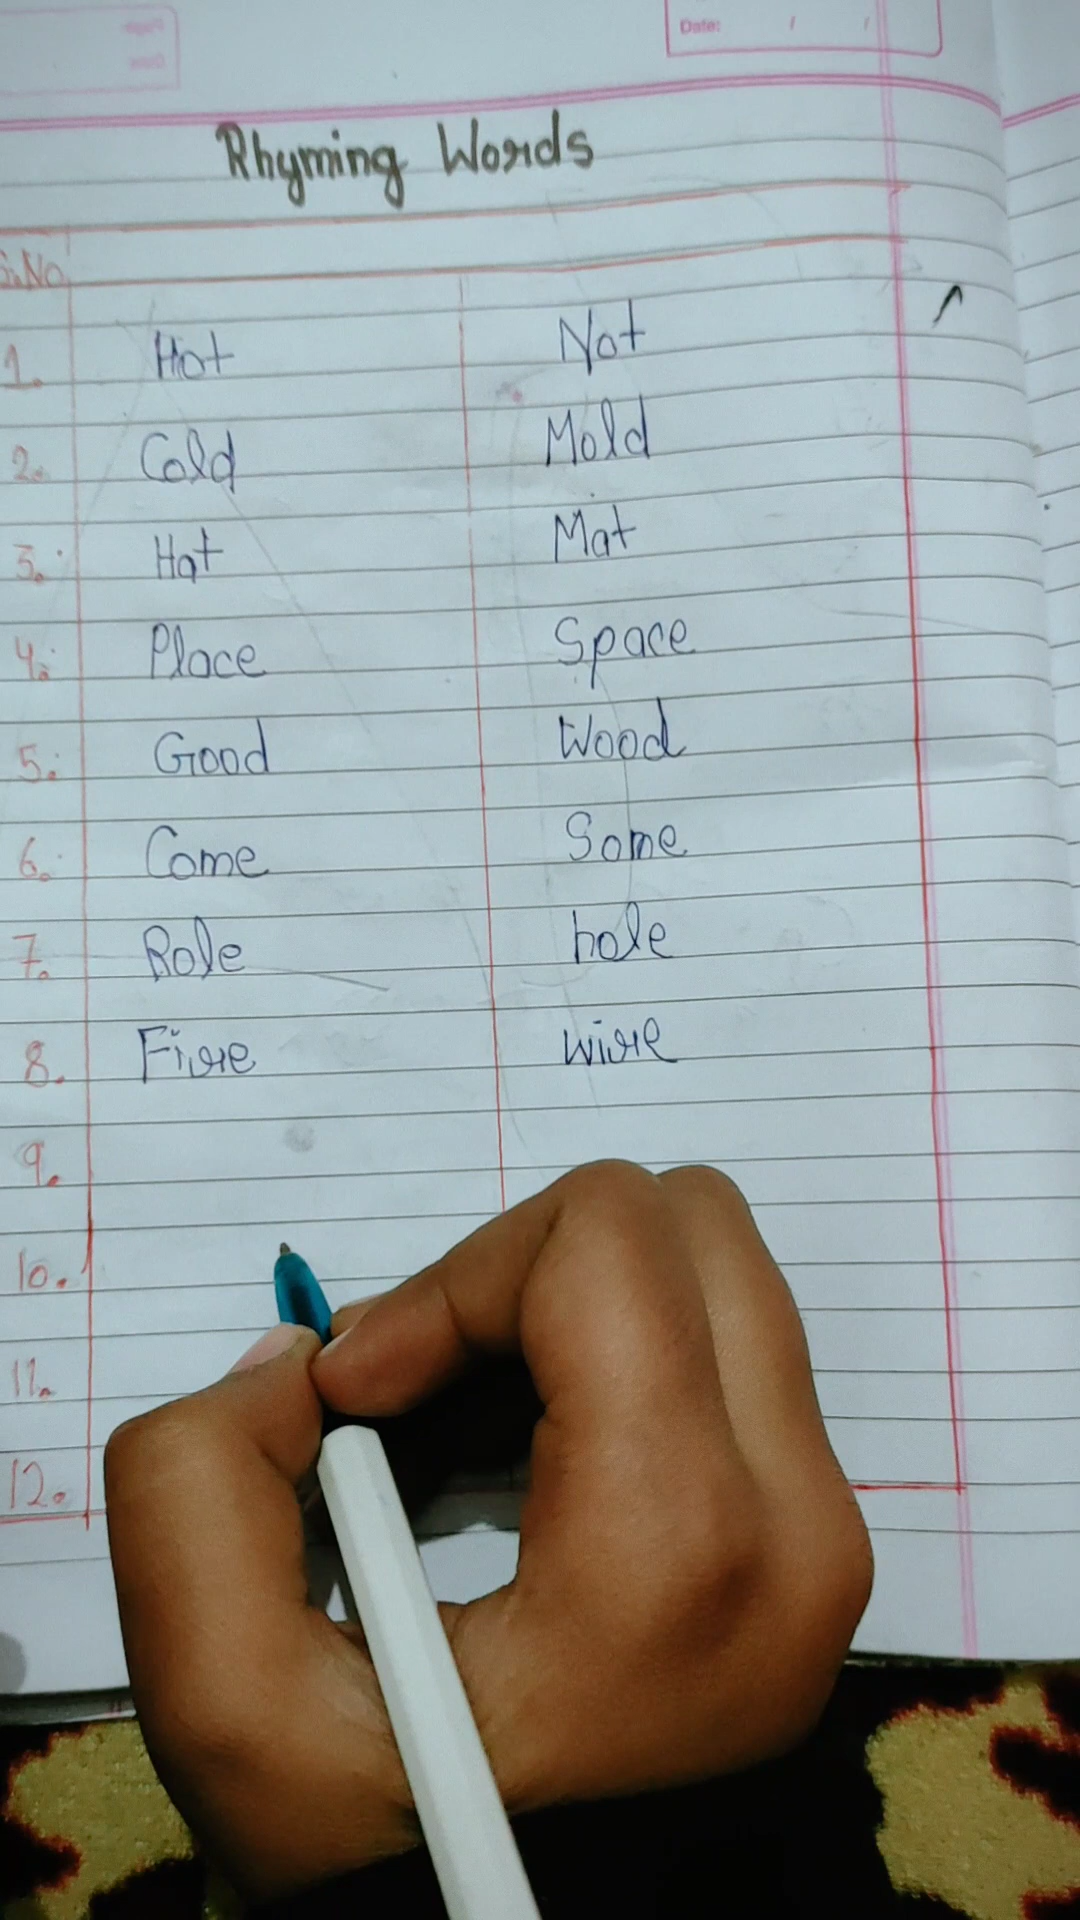 Date: / /
Rhyming Words
S.No.
1. Hot Not
2. Cold Mold
3. Hat Mat
4. Place Space
5. Good Wood
6. Come Some
7. Role hole
8. Fire wire
9.
10.
11.
12.